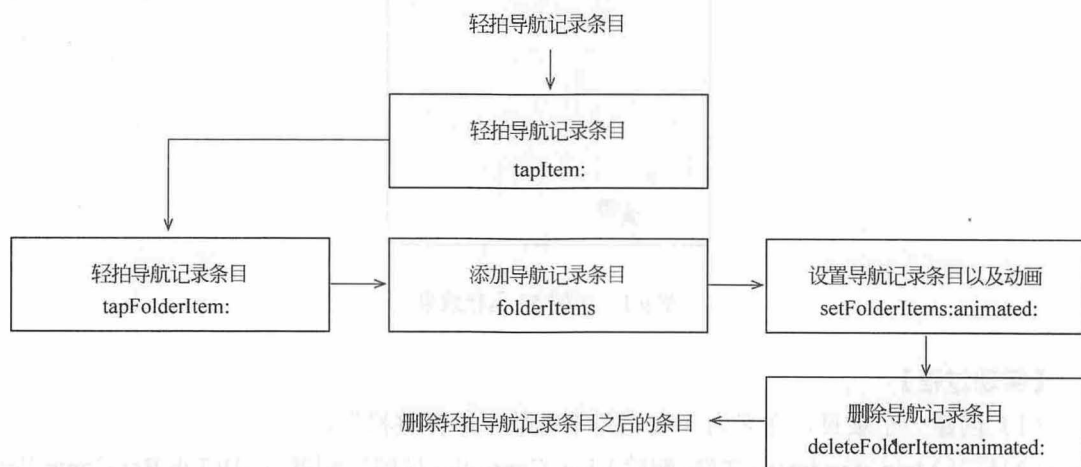 轻拍导航记录条目
轻拍导航记录条目
tapItem:
轻拍导航记录条目
tapFolderItem:
添加导航记录条目
folderItems
设置导航记录条目以及动画
setFolderItems:animated:
删除导航记录条目
deleteFolderItem:animated:
删除轻拍导航记录条目之后的条目